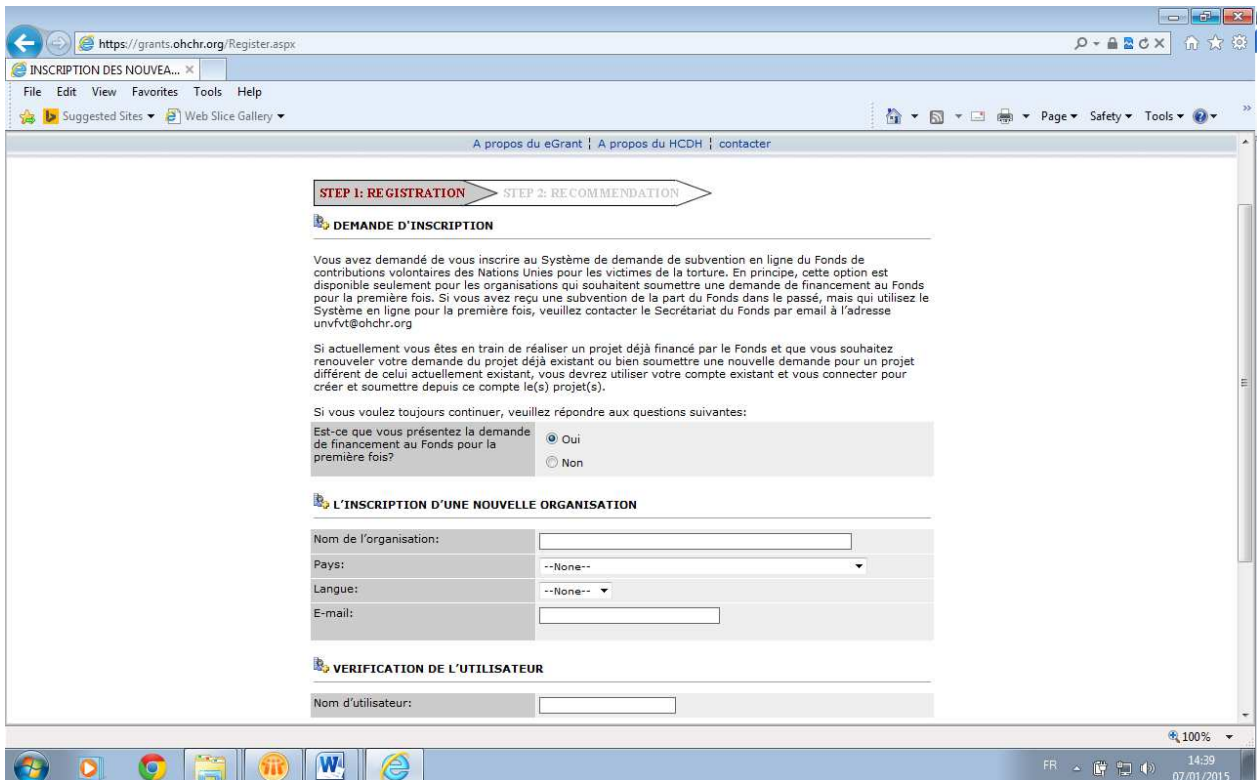 https://grants.ohchr.org/Register.aspx
INSCRIPTION DES NOUVEA...
File Edit View Favorites Tools Help
Suggested Sites Web Slice Gallery
Page Safety Tools
A propos du eGrant ¦ A propos du HCDH ¦ contacter
STEP 1: REGISTRATION STEP 2: RECOMMENDATION
DEMANDE D'INSCRIPTION
Vous avez demandé de vous inscrire au Système de demande de subvention en ligne du Fonds de
contributions volontaires des Nations Unies pour les victimes de la torture. En principe, cette option est
disponible seulement pour les organisations qui souhaitent soumettre une demande de financement au Fonds
pour la première fois. Si vous avez reçu une subvention de la part du Fonds dans le passé, mais qui utilisez le
Système en ligne pour la première fois, veuillez contacter le Secrétariat du Fonds par email à l'adresse
unvfvt@ohchr.org
Si actuellement vous êtes en train de réaliser un projet déjà financé par le Fonds et que vous souhaitez
renouveler votre demande du projet déjà existant ou bien soumettre une nouvelle demande pour un projet
différent de celui actuellement existant, vous devrez utiliser votre compte existant et vous connecter pour
créer et soumettre depuis ce compte le(s) projet(s).
Si vous voulez toujours continuer, veuillez répondre aux questions suivantes:
Est-ce que vous présentez la demande
de financement au Fonds pour la
première fois?
Oui
Non
L'INSCRIPTION D'UNE NOUVELLE ORGANISATION
Nom de l'organisation:
Pays: --None--
Langue: --None--
E-mail:
VERIFICATION DE L'UTILISATEUR
Nom d'utilisateur:
100%
FR 14:39
07/01/2015